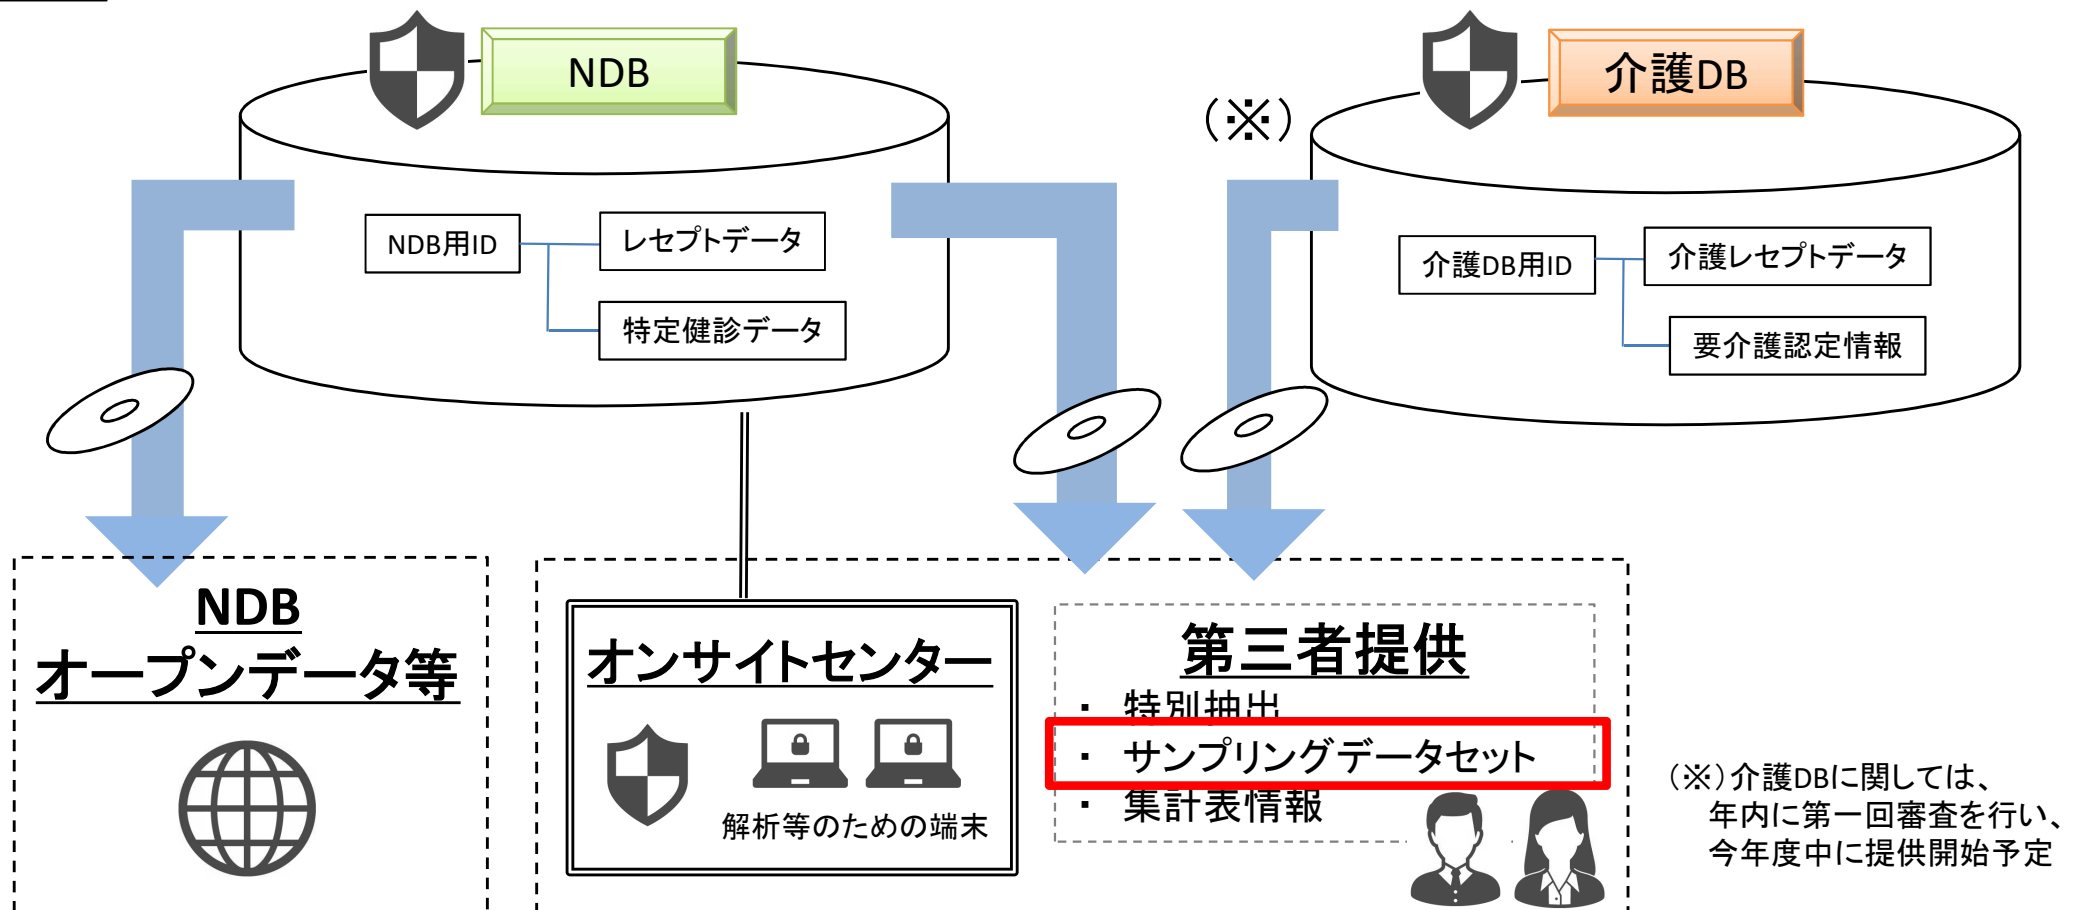 NDB
介護DB
（※）
NDB用ID
レセプトデータ
特定健診データ
介護DB用ID
介護レセプトデータ
要介護認定情報
NDB
オープンデータ等
オンサイトセンター
解析等のための端末
第三者提供
・ 特別抽出
・ サンプリングデータセット
・ 集計表情報
（※）介護DBに関しては、
年内に第一回審査を行い、
今年度中に提供開始予定